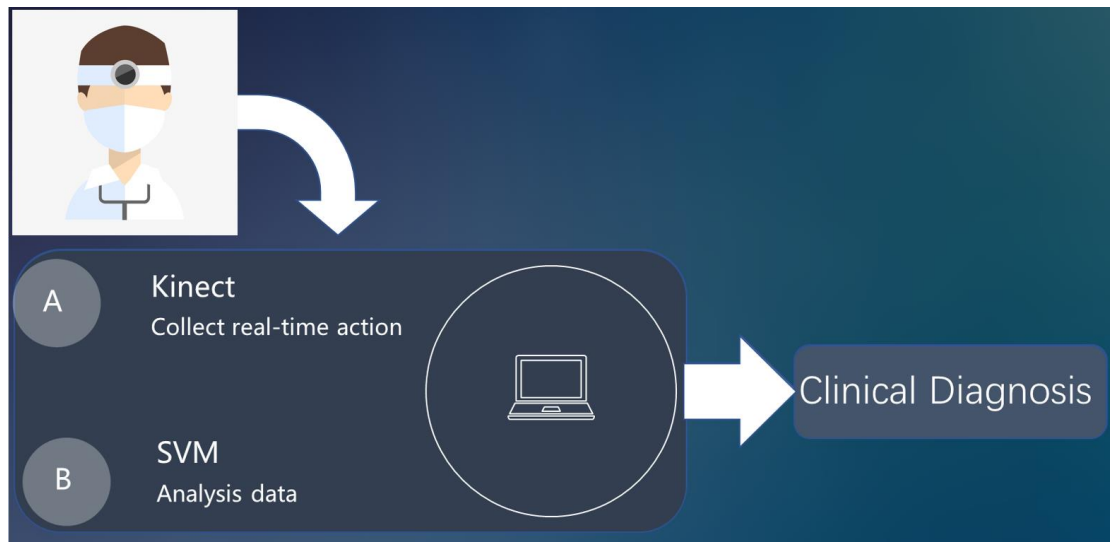 A
Kinect
Collect real-time action
Clinical Diagnosis
B
SVM
Analysis data